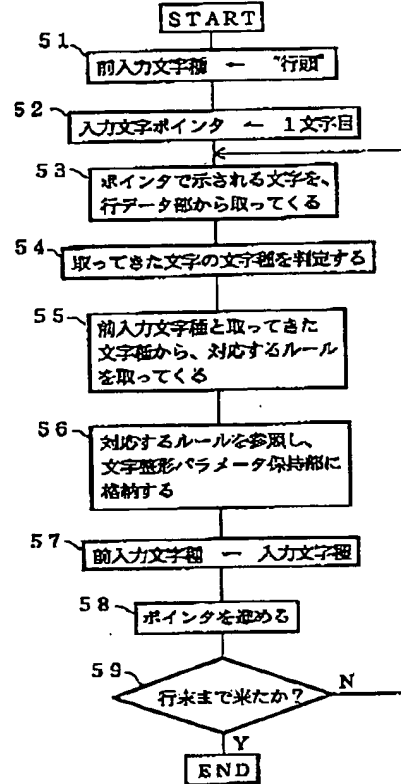 START
51
前入力文字種 ← "行頭"
52
入力文字ポインタ ← 1文字目
53
ポインタで示される文字を、
行データ部から取ってくる
54
取ってきた文字の文字種を判定する
55
前入力文字種と取ってきた
文字種から、対応するルール
を取ってくる
56
対応するルールを参照し、
文字整形パラメータ保持部に
格納する
57
前入力文字種 ← 入力文字種
58
ポインタを進める
59
行末まで来たか?
N
Y
END